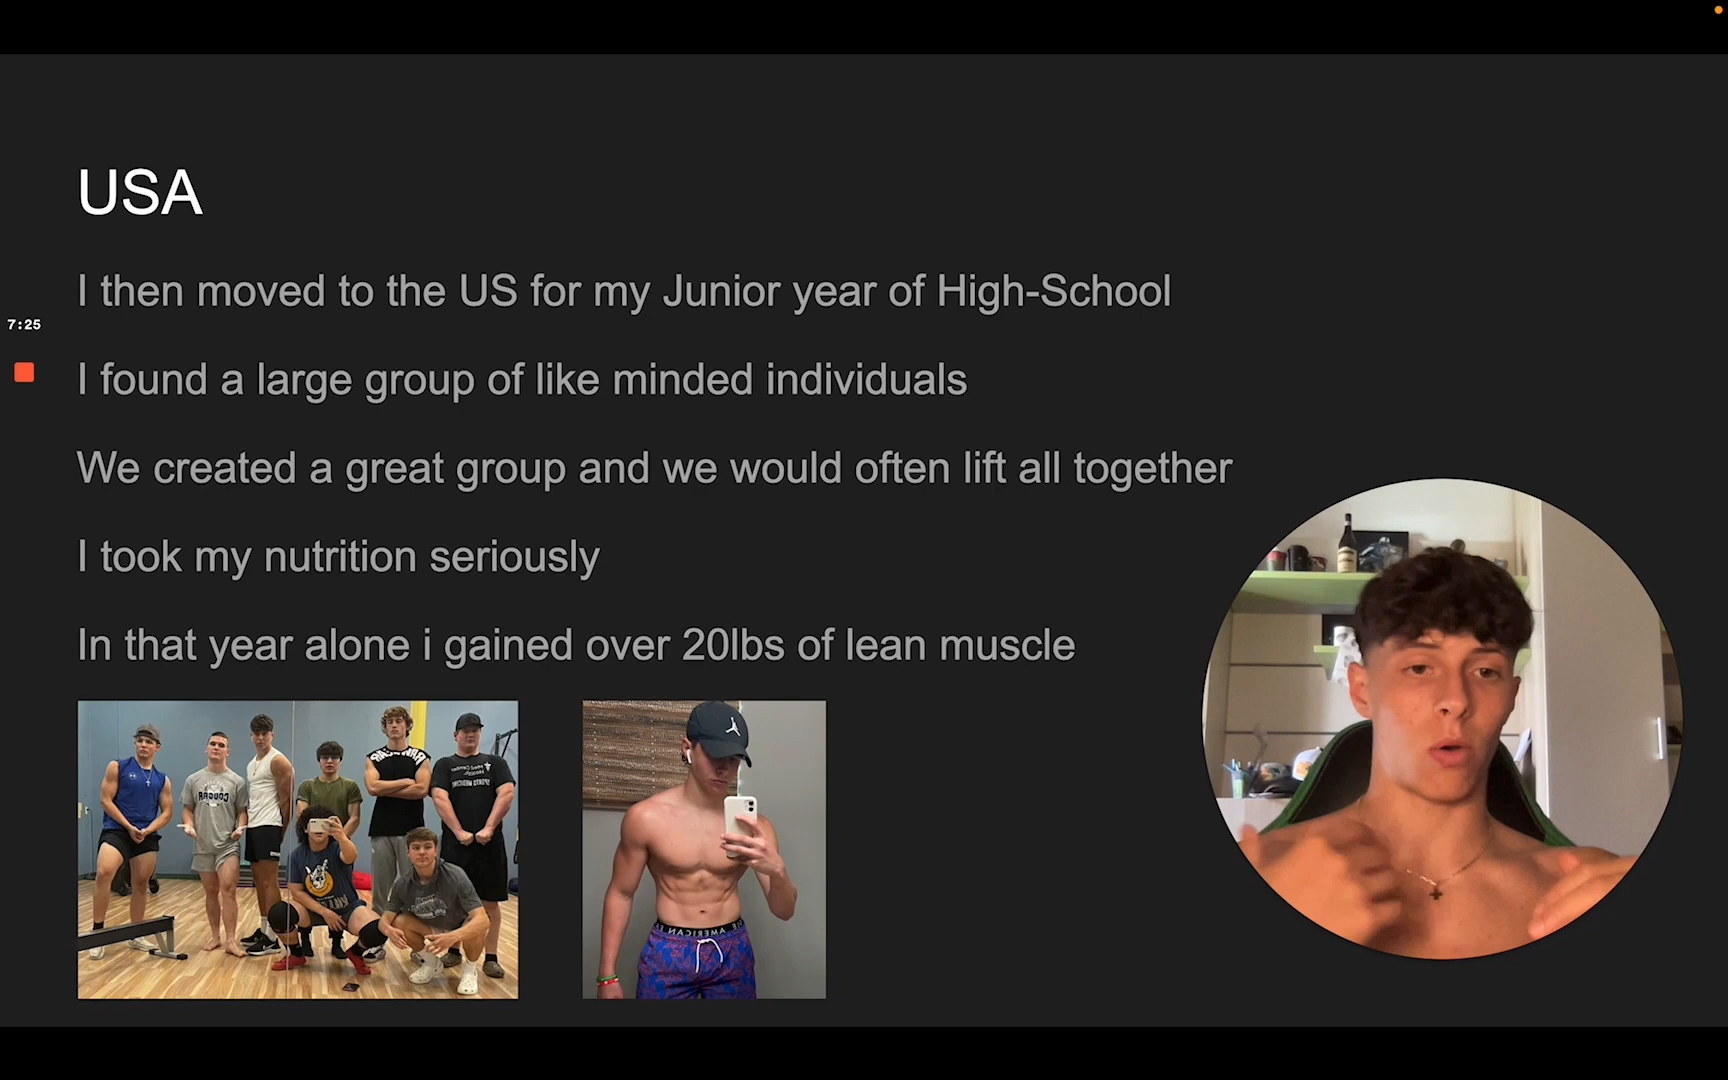 USA
I then moved to the US for my Junior year of High-School
7:25
I found a large group of like minded individuals
We created a great group and we would often lift all together
I took my nutrition seriously
In that year alone i gained over 20lbs of lean muscle
COUGAR
AMERICAN